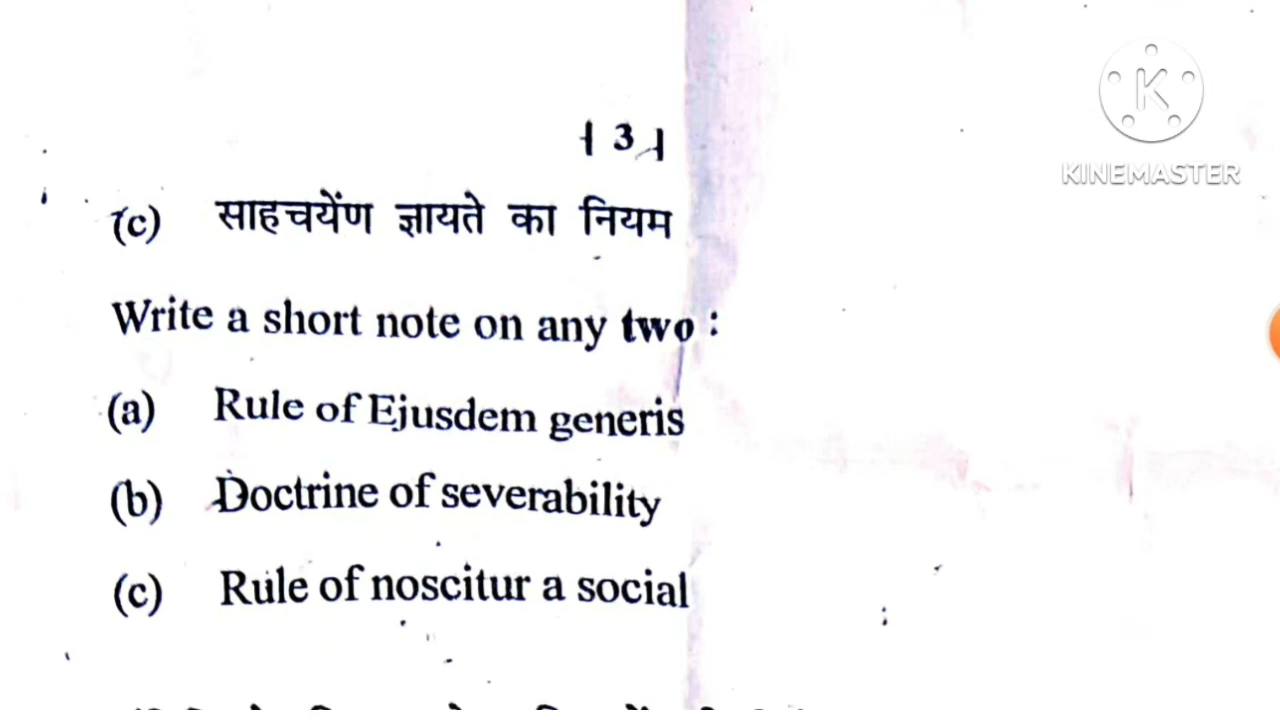 [ 3 ]
(c) साहचर्येण ज्ञायते का नियम
Write a short note on any two :
(a) Rule of Ejusdem generis
(b) Doctrine of severability
(c) Rule of noscitur a social
KINEMASTER